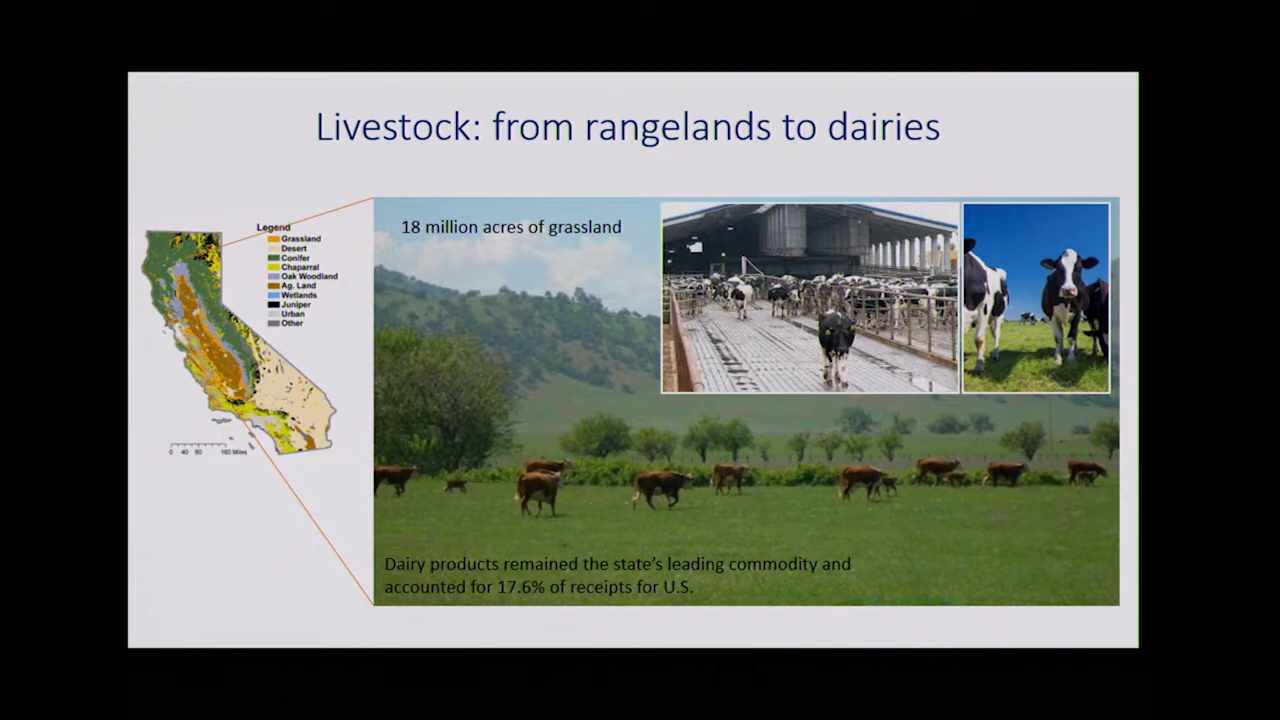 Livestock: from rangelands to dairies
18 million acres of grassland
Legend
Grassland
Desert
Conifer
Chaparral
Oak Woodland
Ag. Land
Wetlands
Juniper
Urban
Other
0 40 80 160 Miles
Dairy products remained the state's leading commodity and
accounted for 17.6% of receipts for U.S.